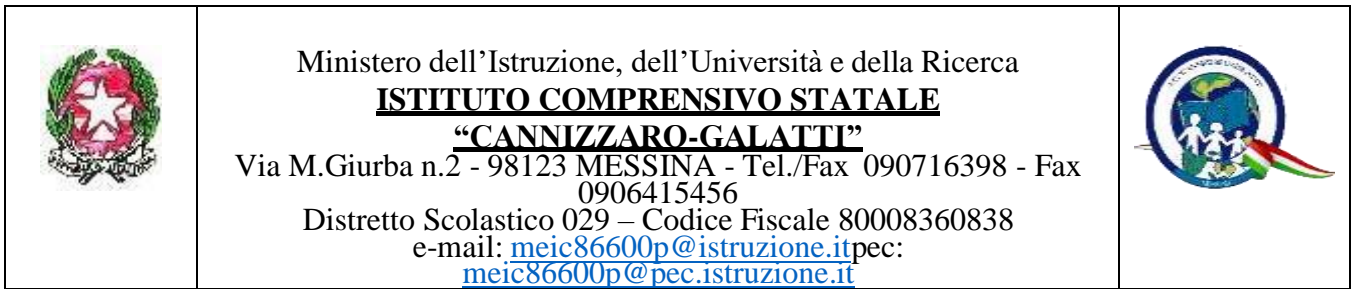 Ministero dell’Istruzione, dell’Università e della Ricerca
ISTITUTO COMPRENSIVO STATALE
“CANNIZZARO-GALATTI”
Via M.Giurba n.2 - 98123 MESSINA - Tel./Fax 090716398 - Fax
0906415456
Distretto Scolastico 029 – Codice Fiscale 80008360838
e-mail: meic86600p@istruzione.itpec:
meic86600p@pec.istruzione.it